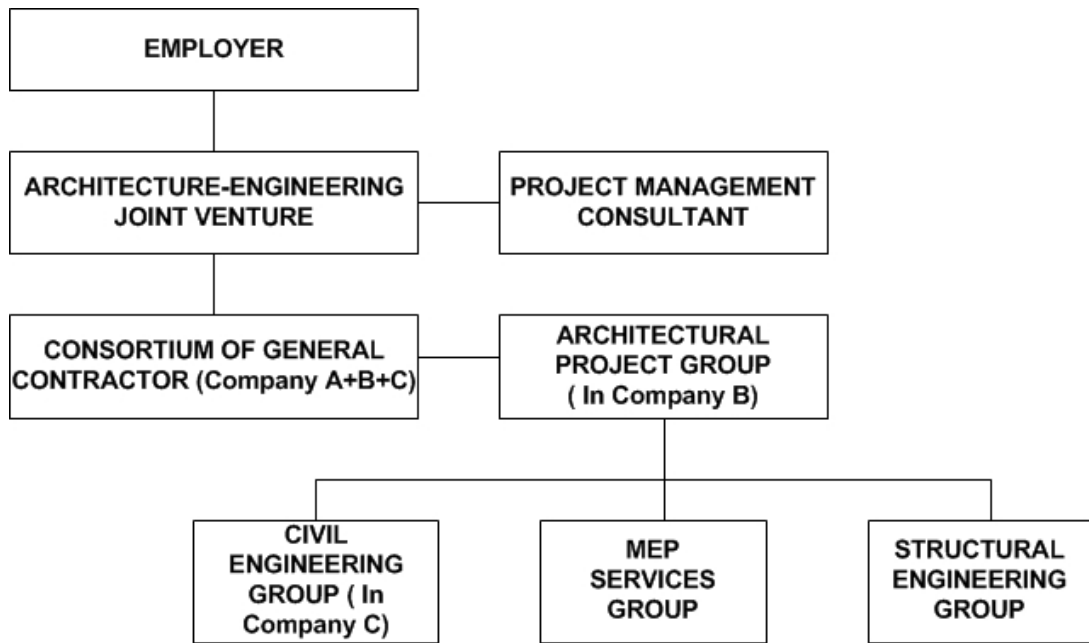 EMPLOYER
ARCHITECTURE-ENGINEERING
JOINT VENTURE
PROJECT MANAGEMENT
CONSULTANT
CONSORTIUM OF GENERAL
CONTRACTOR (Company A+B+C)
ARCHITECTURAL
PROJECT GROUP
( In Company B)
CIVIL
ENGINEERING
GROUP ( In
Company C)
MEP
SERVICES
GROUP
STRUCTURAL
ENGINEERING
GROUP